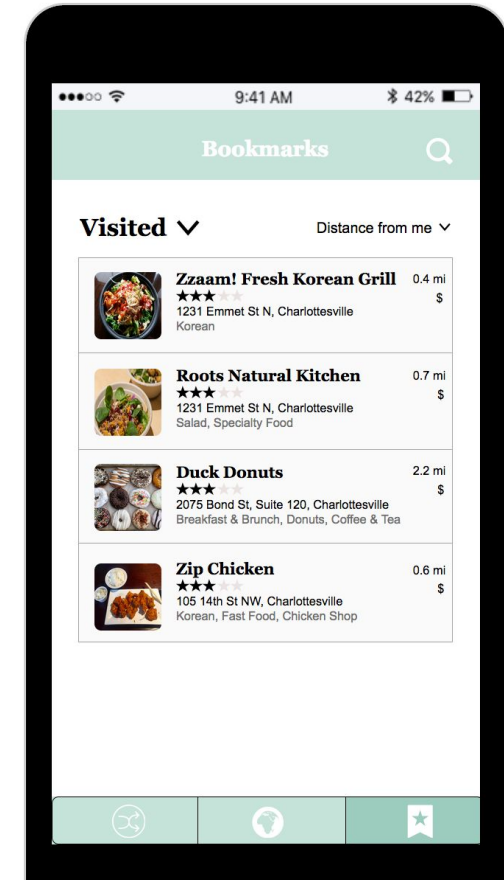 9:41 AM
42%
Bookmarks
Visited
Distance from me
Zzaam! Fresh Korean Grill
0.4 mi
$
1231 Emmet St N, Charlottesville
Korean
Roots Natural Kitchen
0.7 mi
$
1231 Emmet St N, Charlottesville
Salad, Specialty Food
Duck Donuts
2.2 mi
$
2075 Bond St, Suite 120, Charlottesville
Breakfast & Brunch, Donuts, Coffee & Tea
Zip Chicken
0.6 mi
$
105 14th St NW, Charlottesville
Korean, Fast Food, Chicken Shop